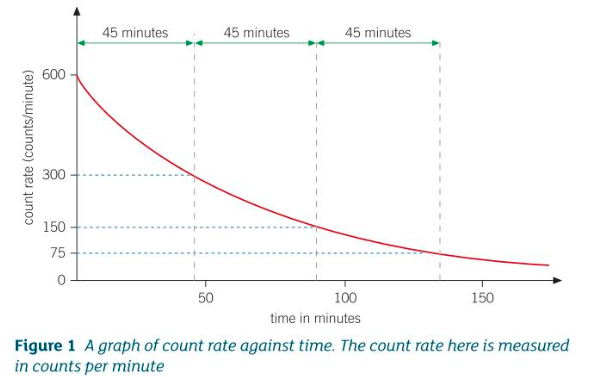 45 minutes 45 minutes 45 minutes
count rate (counts/minute)
600
300
150
75
0
50 100 150
time in minutes
Figure 1 A graph of count rate against time. The count rate here is measured
in counts per minute